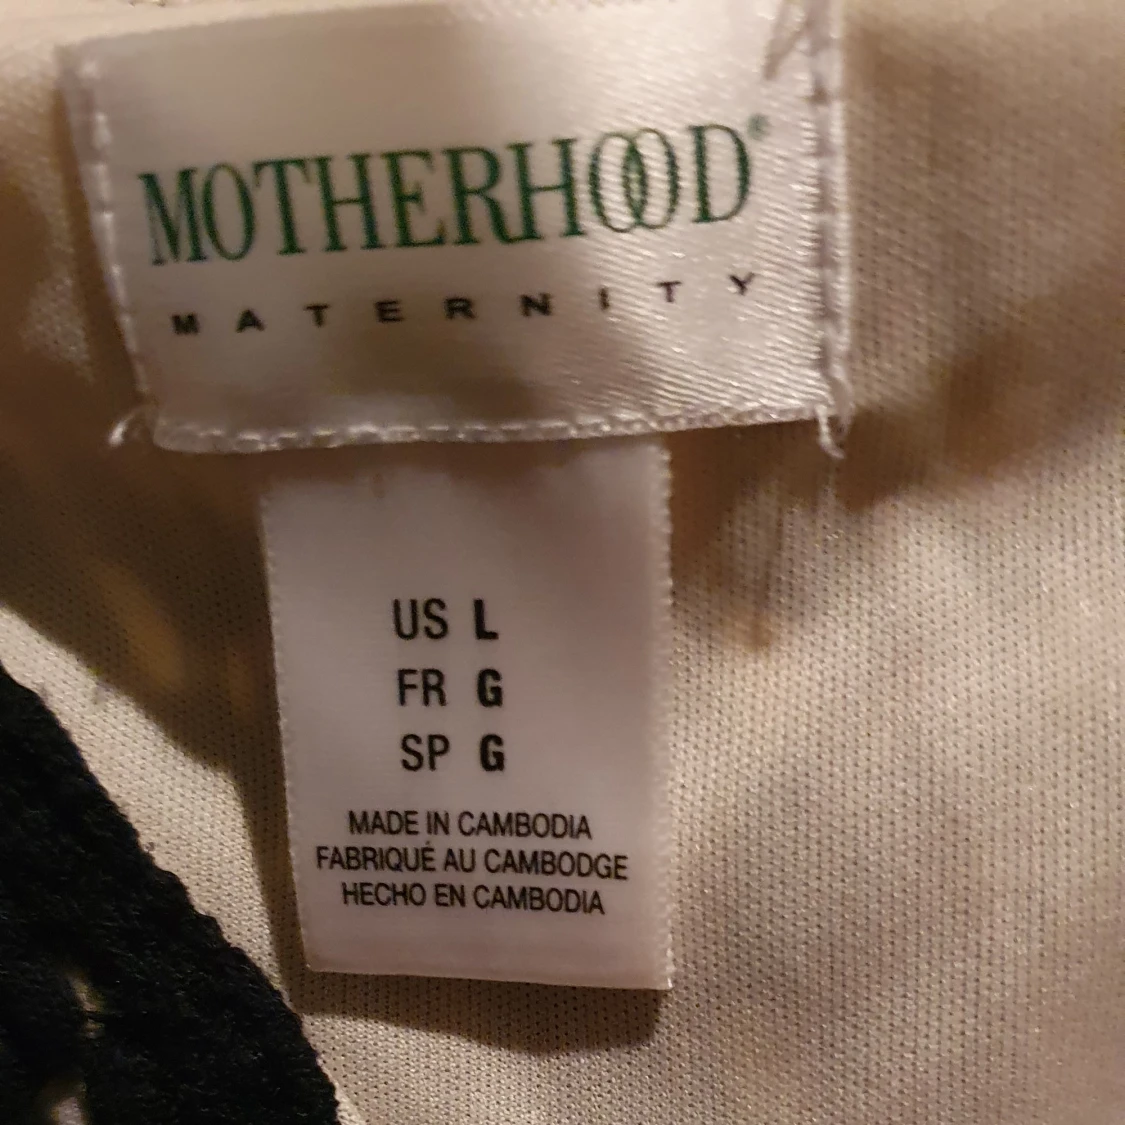 MOTHERHOOD®
MATERNITY
US L
FR G
SP G
MADE IN CAMBODIA
FABRIQUÉ AU CAMBODGE
HECHO EN CAMBODIA